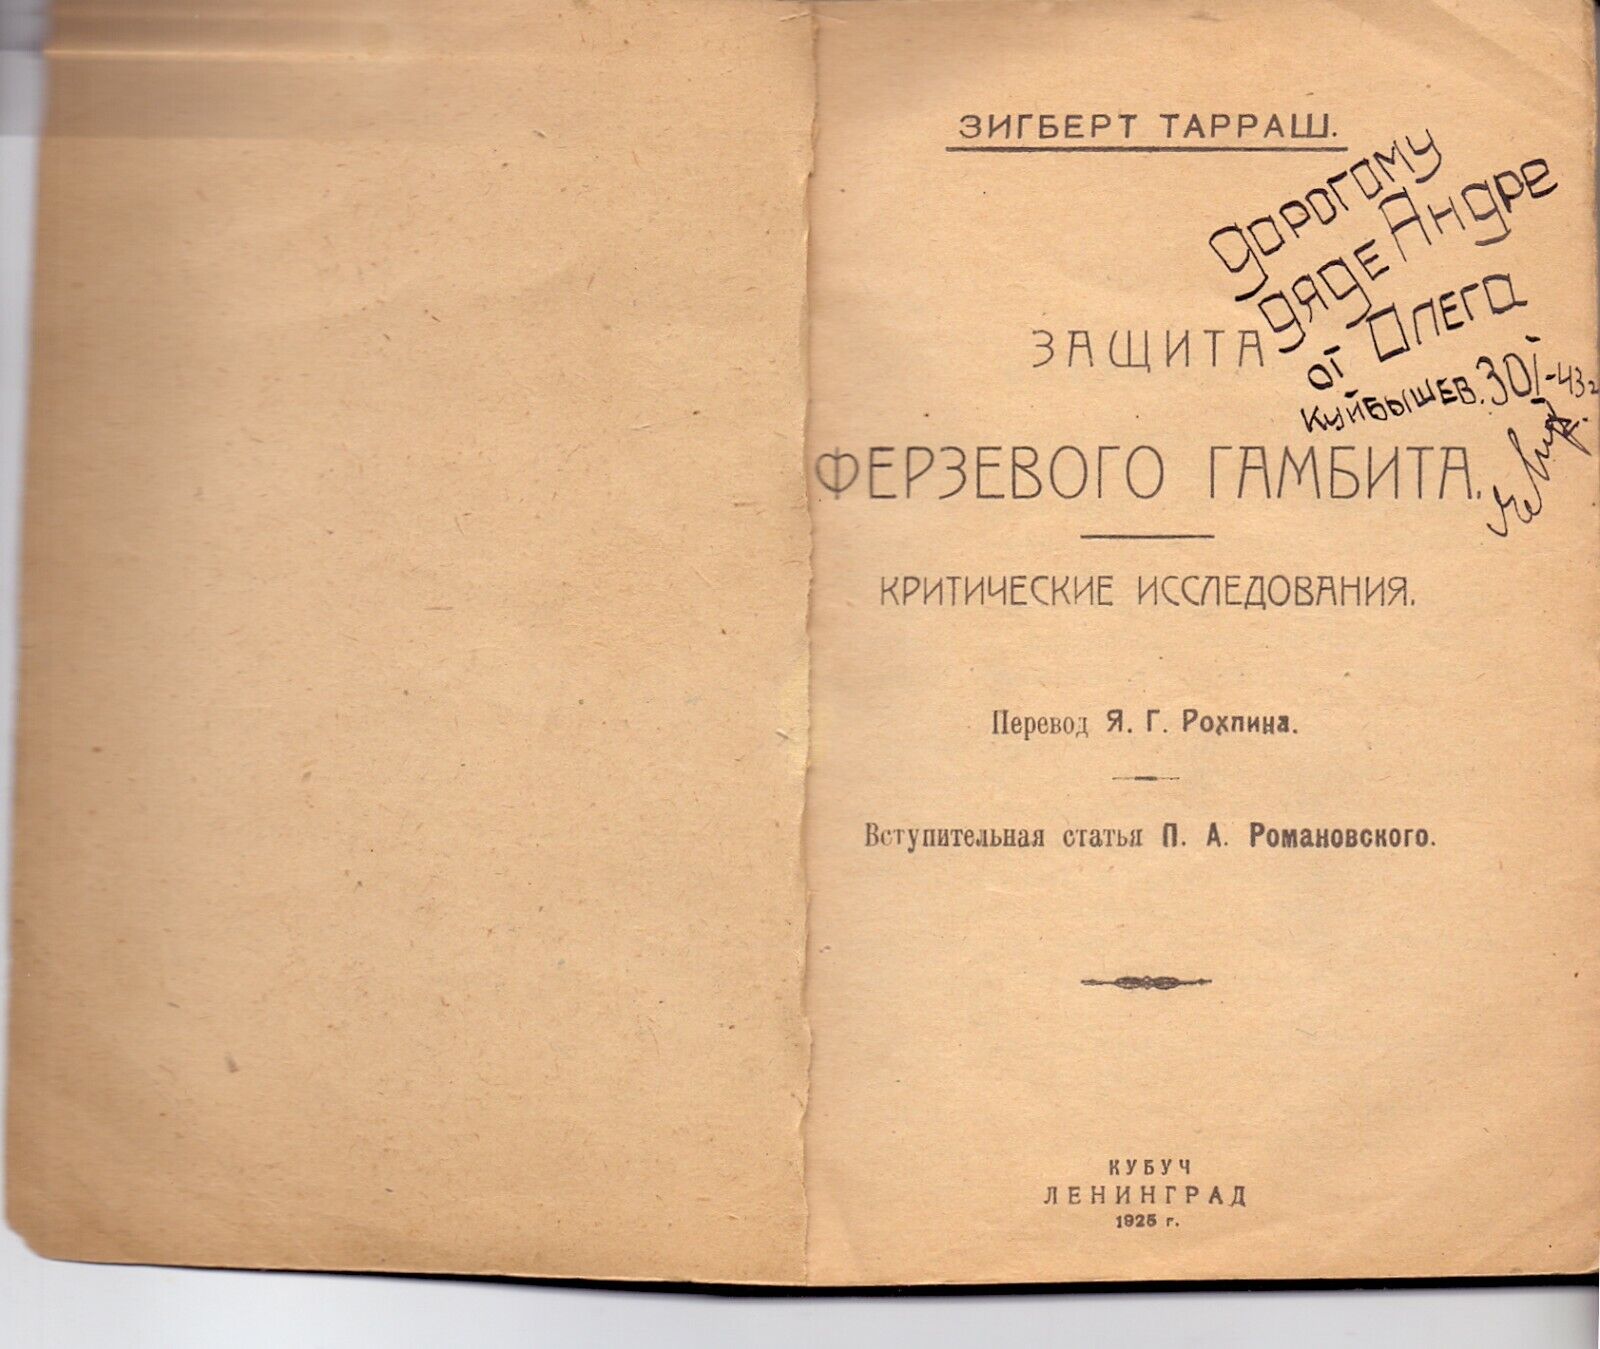 ЗИГБЕРТ ТАРРАШ.
Дорогому
дяде Андре
от Олега
Куйбышев. 30 I-43г
ЗАЩИТА
ФЕРЗЕВОГО ГАМБИТА.
КРИТИЧЕСКИЕ ИССЛЕДОВАНИЯ.
Перевод Я. Г. Рохлина.
Вступительная статья П. А. Романовского.
КУБУЧ
ЛЕНИНГРАД
1925 г.